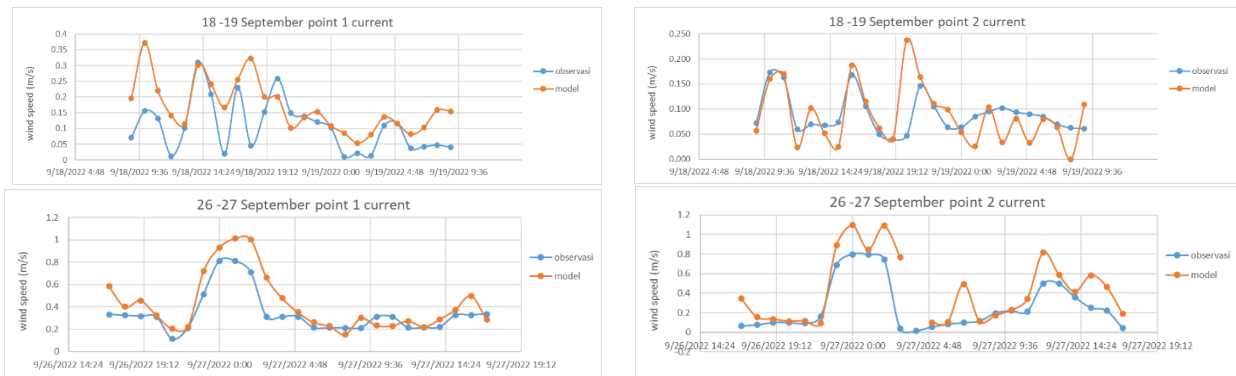 18 -19 September point 1 current
wind speed (m/s)
0.4
0.35
0.3
0.25
0.2
0.15
0.1
0.05
0
9/18/2022 4:48 9/18/2022 9:36 9/18/2022 14:24 9/18/2022 19:12 9/19/2022 0:00 9/19/2022 4:48 9/19/2022 9:36
observasi
model
18 -19 September point 2 current
wind speed (m/s)
0.250
0.200
0.150
0.100
0.050
0.000
9/18/2022 4:48 9/18/2022 9:36 9/18/2022 14:24 9/18/2022 19:12 9/19/2022 0:00 9/19/2022 4:48 9/19/2022 9:36
observasi
model
26 -27 September point 1 current
wind speed (m/s)
1.2
1
0.8
0.6
0.4
0.2
0
9/26/2022 14:24 9/26/2022 19:12 9/27/2022 0:00 9/27/2022 4:48 9/27/2022 9:36 9/27/2022 14:24 9/27/2022 19:12
observasi
model
26 -27 September point 2 current
wind speed (m/s)
1.2
1
0.8
0.6
0.4
0.2
0
-0.2
9/26/2022 14:24 9/26/2022 19:12 9/27/2022 0:00 9/27/2022 4:48 9/27/2022 9:36 9/27/2022 14:24 9/27/2022 19:12
observasi
model